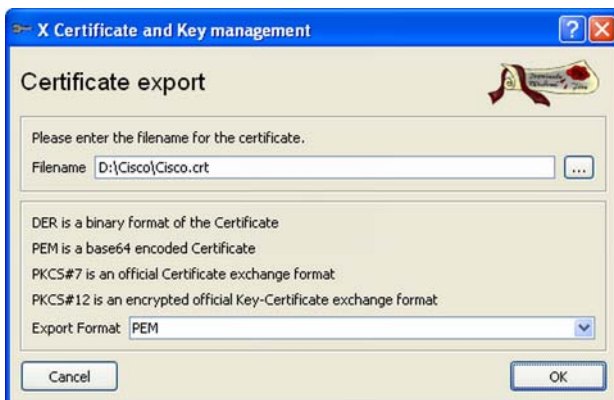 X Certificate and Key management
Certificate export
Please enter the filename for the certificate.
Filename D:\Cisco\Cisco.crt ...
DER is a binary format of the Certificate
PEM is a base64 encoded Certificate
PKCS#7 is an official Certificate exchange format
PKCS#12 is an encrypted official Key-Certificate exchange format
Export Format PEM
Cancel OK